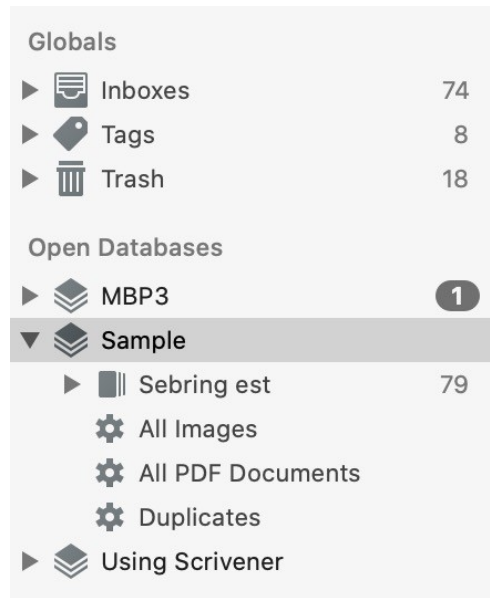 Globals
Inboxes 74
Tags 8
Trash 18
Open Databases
MBP3 1
Sample
Sebring est 79
All Images
All PDF Documents
Duplicates
Using Scrivener